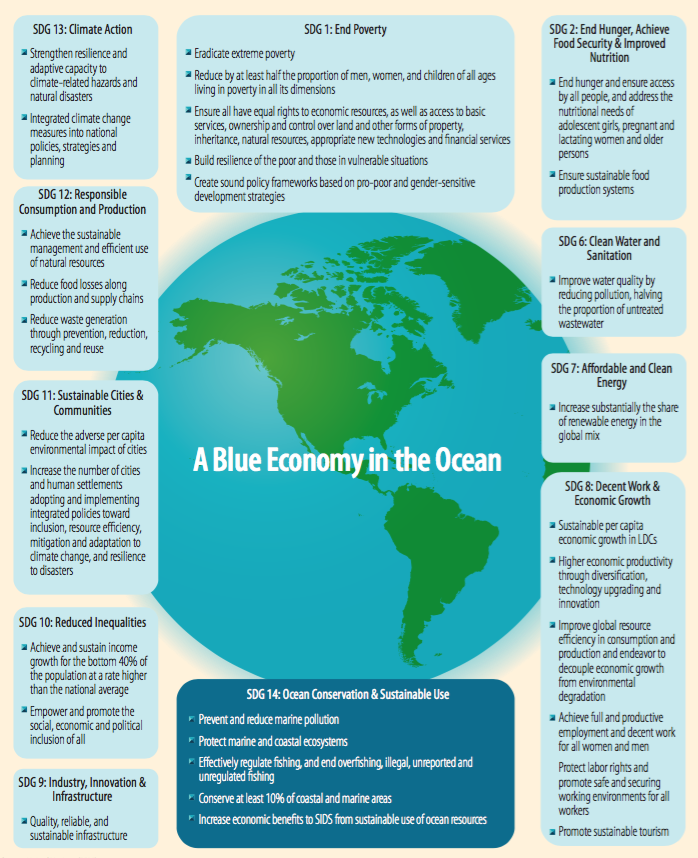 SDG 13: Climate Action
Strengthen resilience and
adaptive capacity to
climate-related hazards and
natural disasters
Integrated climate change
measures into national
policies, strategies and
planning
SDG 12: Responsible
Consumption and Production
Achieve the sustainable
management and efficient use
of natural resources
Reduce food losses along
production and supply chains
Reduce waste generation
through prevention, reduction,
recycling and reuse
SDG 11: Sustainable Cities &
Communities
Reduce the adverse per capita
environmental impact of cities
Increase the number of cities
and human settlements
adopting and implementing
integrated policies toward
inclusion, resource efficiency,
mitigation and adaptation to
climate change, and resilience
to disasters
SDG 10: Reduced Inequalities
Achieve and sustain income
growth for the bottom 40% of
the population at a rate higher
than the national average
Empower and promote the
social, economic and political
inclusion of all
SDG 9: Industry, Innovation &
Infrastructure
Quality, reliable, and
sustainable infrastructure
SDG 1: End Poverty
Eradicate extreme poverty
Reduce by at least half the proportion of men, women, and children of all ages
living in poverty in all its dimensions
Ensure all have equal rights to economic resources, as well as access to basic
services, ownership and control over land and other forms of property,
inheritance, natural resources, appropriate new technologies and financial services
Build resilience of the poor and those in vulnerable situations
Create sound policy frameworks based on pro-poor and gender-sensitive
development strategies
A Blue Economy in the Ocean
SDG 14: Ocean Conservation & Sustainable Use
Prevent and reduce marine pollution
Protect marine and coastal ecosystems
Effectively regulate fishing, and end overfishing, illegal, unreported and
unregulated fishing
Conserve at least 10% of coastal and marine areas
Increase economic benefits to SIDS from sustainable use of ocean resources
SDG 2: End Hunger, Achieve
Food Security & Improved
Nutrition
End hunger and ensure access
by all people, and address the
nutritional needs of
adolescent girls, pregnant and
lactating women and older
persons
Ensure sustainable food
production systems
SDG 6: Clean Water and
Sanitation
Improve water quality by
reducing pollution, halving
the proportion of untreated
wastewater
SDG 7: Affordable and Clean
Energy
Increase substantially the share
of renewable energy in the
global mix
SDG 8: Decent Work &
Economic Growth
Sustainable per capita
economic growth in LDCs
Higher economic productivity
through diversification,
technology upgrading and
innovation
Improve global resource
efficiency in consumption and
production and endeavor to
decouple economic growth
from environmental
degradation
Achieve full and productive
employment and decent work
for all women and men
Protect labor rights and
promote safe and securing
working environments for all
workers
Promote sustainable tourism